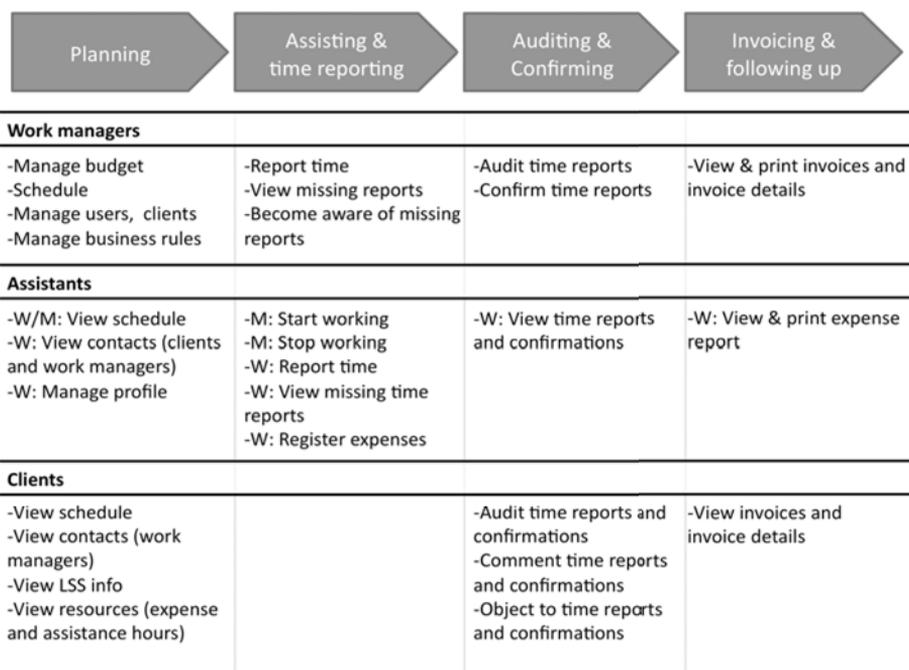 Planning
Assisting &
time reporting
Auditing &
Confirming
Invoicing &
following up
Work managers
-Manage budget
-Schedule
-Manage users, clients
-Manage business rules
-Report time
-View missing reports
-Become aware of missing
reports
-Audit time reports
-Confirm time reports
-View & print invoices and
invoice details
Assistants
-W/M: View schedule
-W: View contacts (clients
and work managers)
-W: Manage profile
-M: Start working
-M: Stop working
-W: Report time
-W: View missing time
reports
-W: Register expenses
-W: View time reports
and confirmations
-W: View & print expense
report
Clients
-View schedule
-View contacts (work
managers)
-View LSS info
-View resources (expense
and assistance hours)
-Audit time reports and
confirmations
-Comment time reports
and confirmations
-Object to time reports
and confirmations
-View invoices and
invoice details